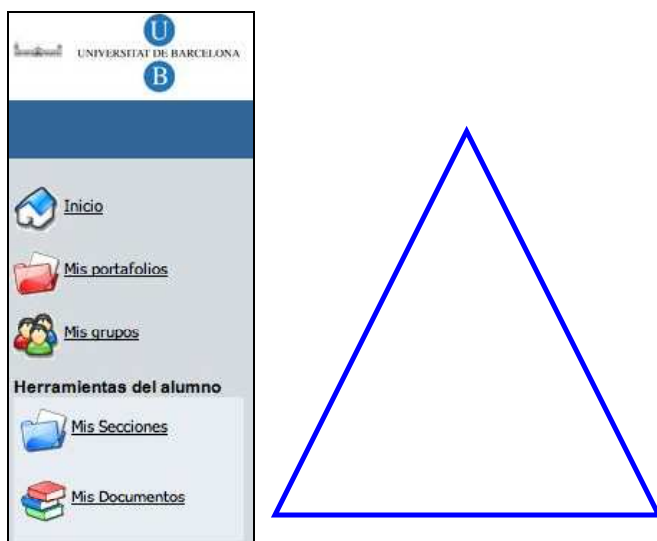 U
UNIVERSITAT DE BARCELONA
B
Inicio
Mis portafolios
Mis grupos
Herramientas del alumno
Mis Secciones
Mis Documentos